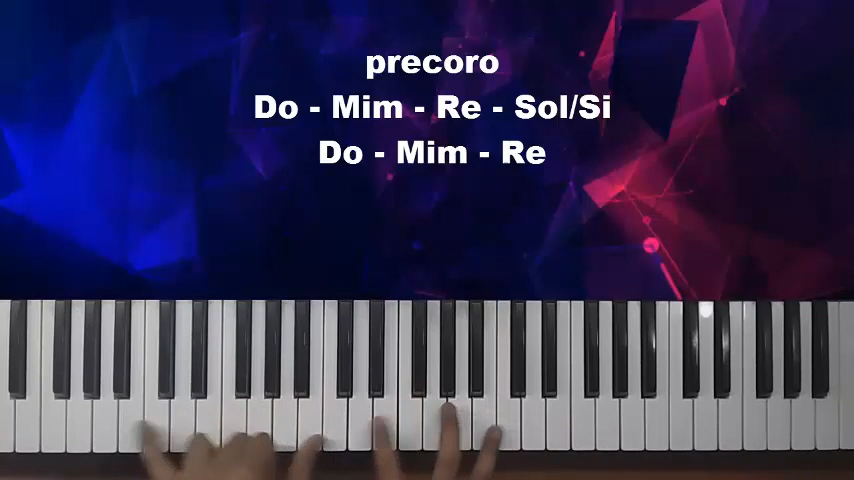 precoro
Do - Mim - Re - Sol/Si
Do - Mim - Re